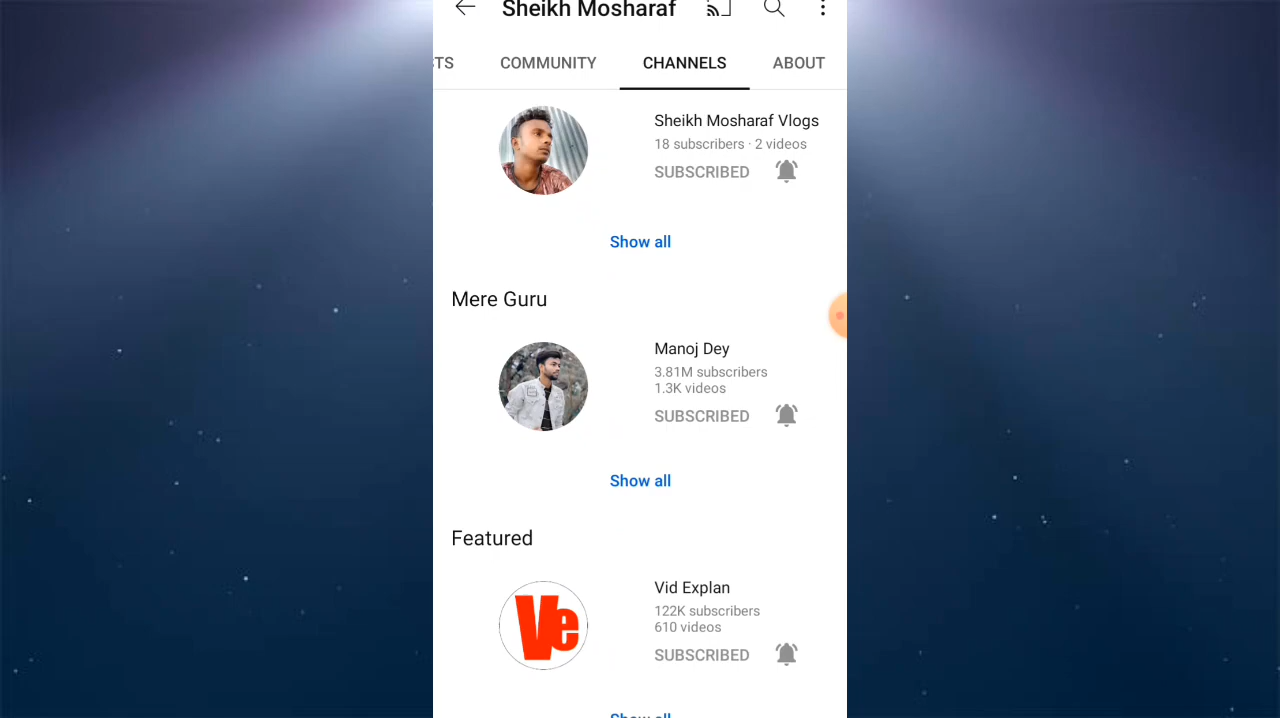 Sheikh Mosharaf
TS COMMUNITY CHANNELS ABOUT
Sheikh Mosharaf Vlogs
18 subscribers · 2 videos
SUBSCRIBED
Show all
Mere Guru
Manoj Dey
3.81M subscribers
1.3K videos
SUBSCRIBED
Show all
Featured
Ve
Vid Explan
122K subscribers
610 videos
SUBSCRIBED
Show all